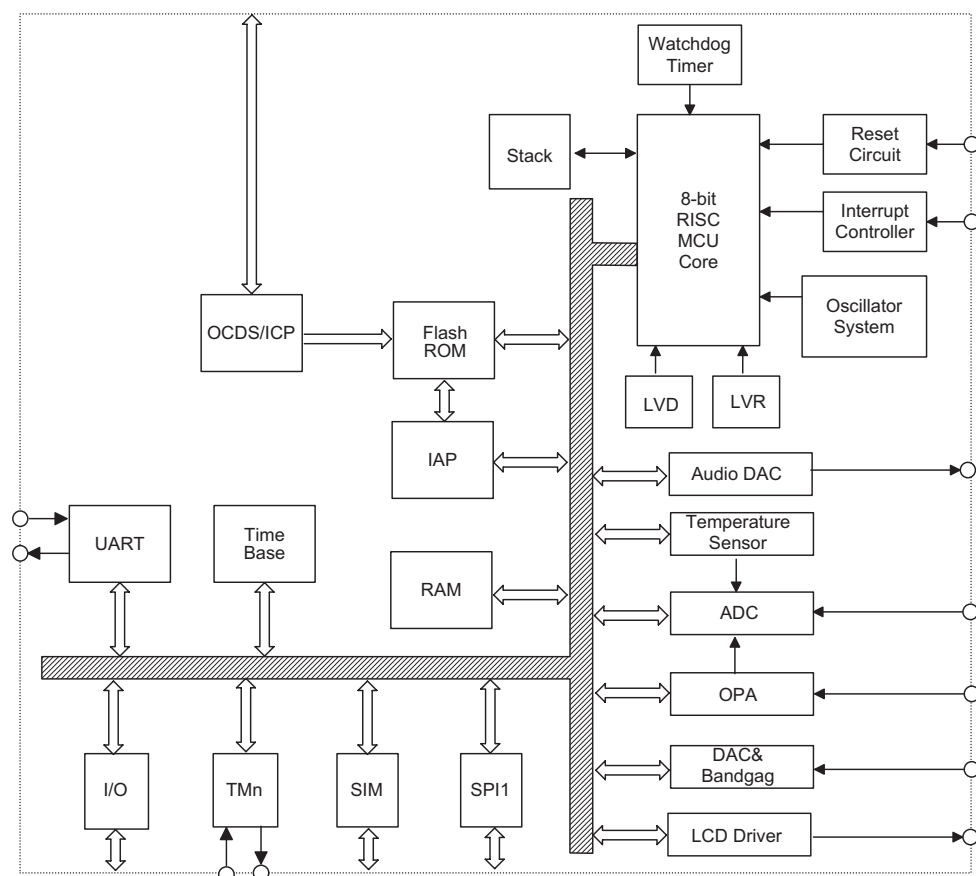 Watchdog
Timer
Stack
8-bit
RISC
MCU
Core
Reset
Circuit
Interrupt
Controller
Oscillator
System
OCDS/ICP
Flash
ROM
LVD
LVR
IAP
Audio DAC
UART
Time
Base
Temperature
Sensor
RAM
ADC
OPA
I/O
TMn
SIM
SPI1
DAC&
Bandgag
LCD Driver